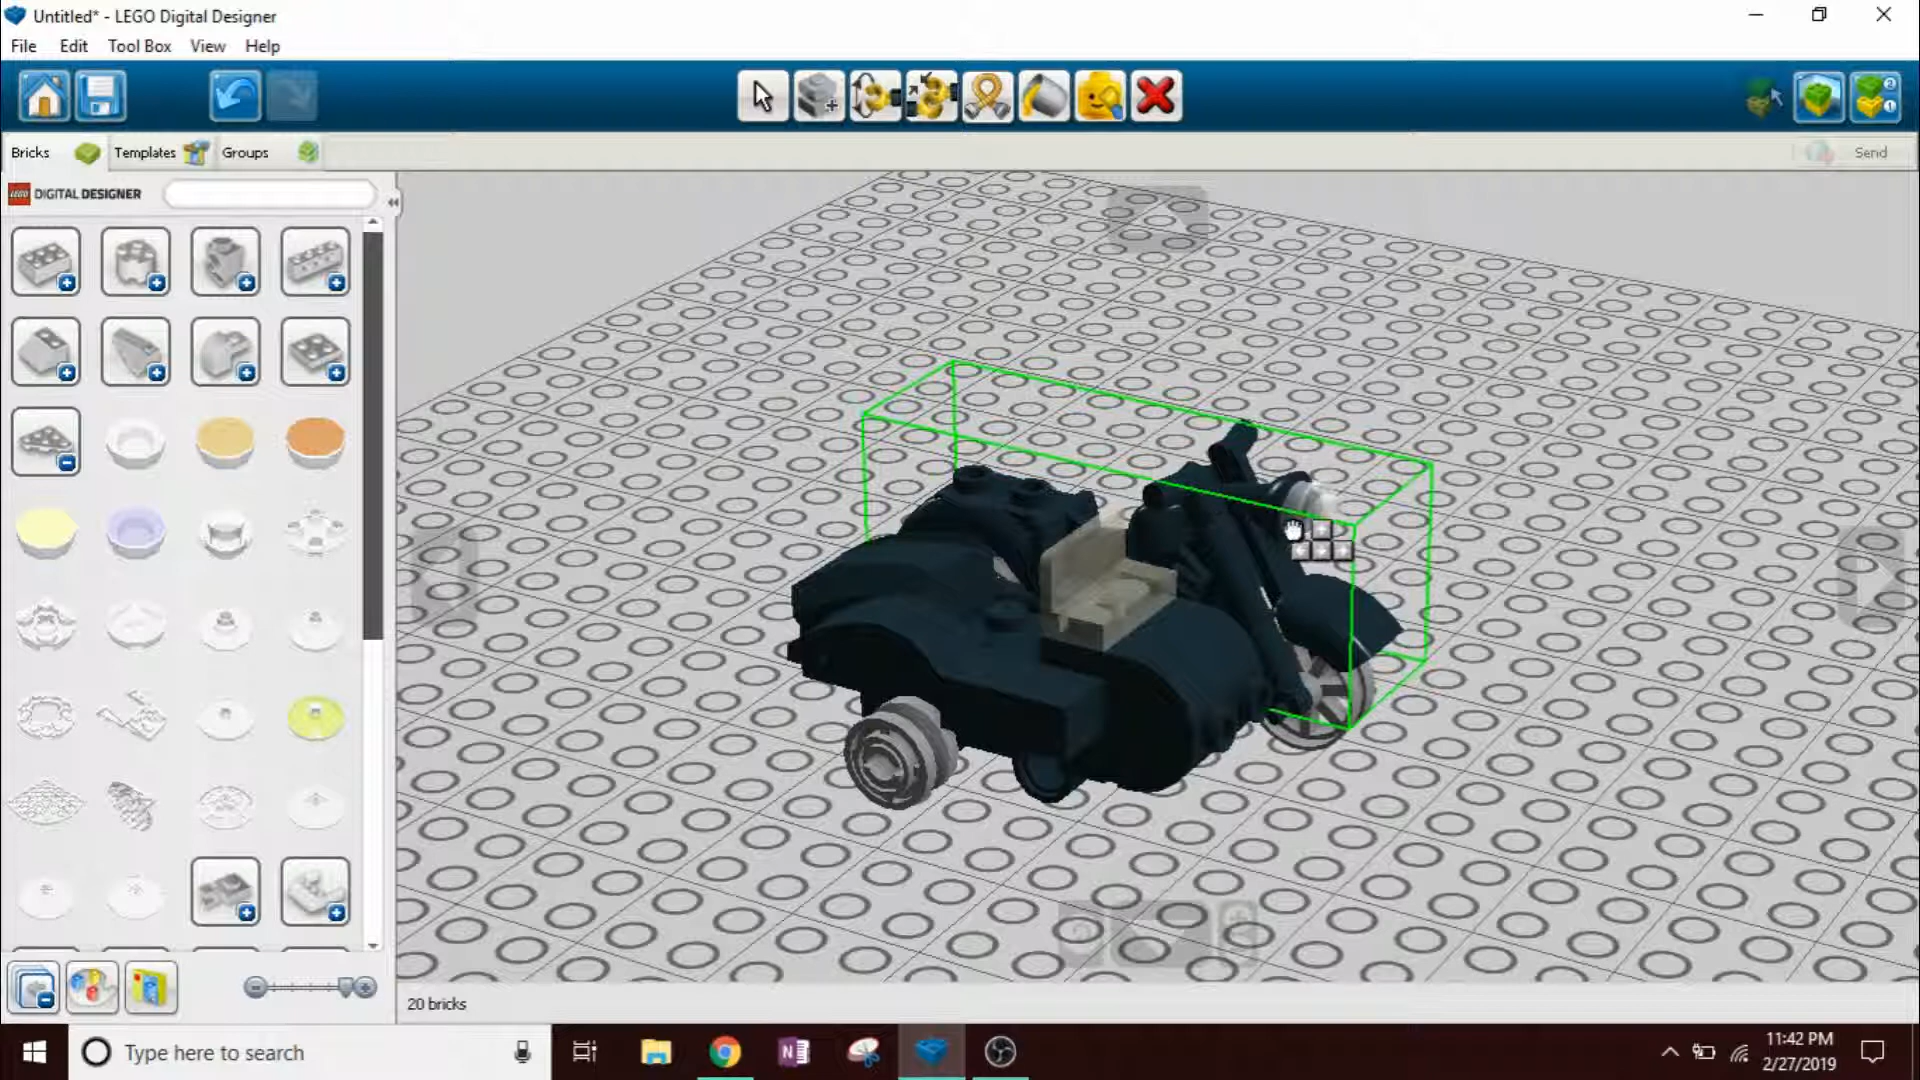 Untitled* - LEGO Digital Designer
File Edit Tool Box View Help
Bricks Templates Groups Send
LEGO DIGITAL DESIGNER
20 bricks
Type here to search
11:42 PM
2/27/2019